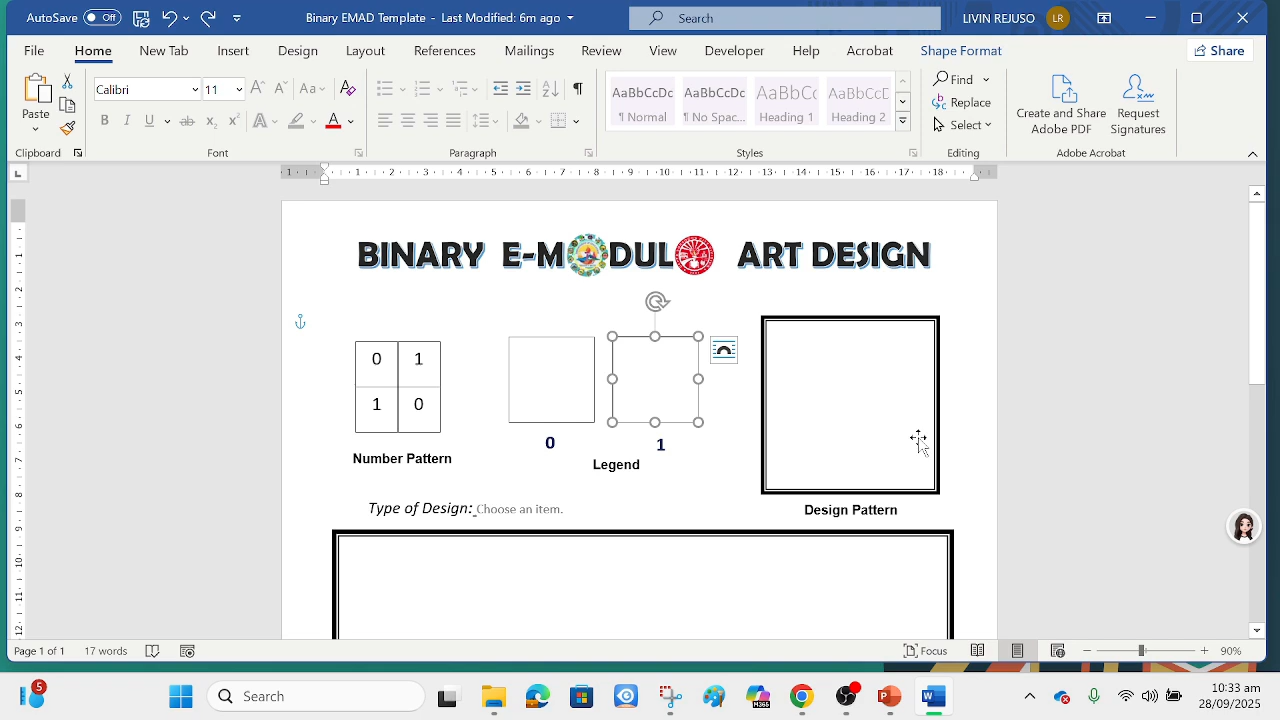 AutoSave Off
BINARY TEMPLATE • Last Modified: 6m ago
Search
LIVIN REJUSO
LR
File Home New Tab Insert Design Layout References Mailings Review View Developer Help Acrobat Shape Format
Share
Paste
Clipboard
Calibri 11
Font
Paragraph
AaBbCcDc AaBbCcDc AaBbC( AaBbCcE
¶ Normal ¶ No Spac... Heading 1 Heading 2
Styles
Find
Replace
Select
Editing
Create and Share Adobe PDF
Request Signatures
Adobe Acrobat
BINARY E-M DUL ART DESIGN
0 1
1 0
Number Pattern
0
1
Legend
Design Pattern
Type of Design: Choose an item.
Page 1 of 1 17 words
Focus
90%
5
Search
10:33 am
28/09/2025